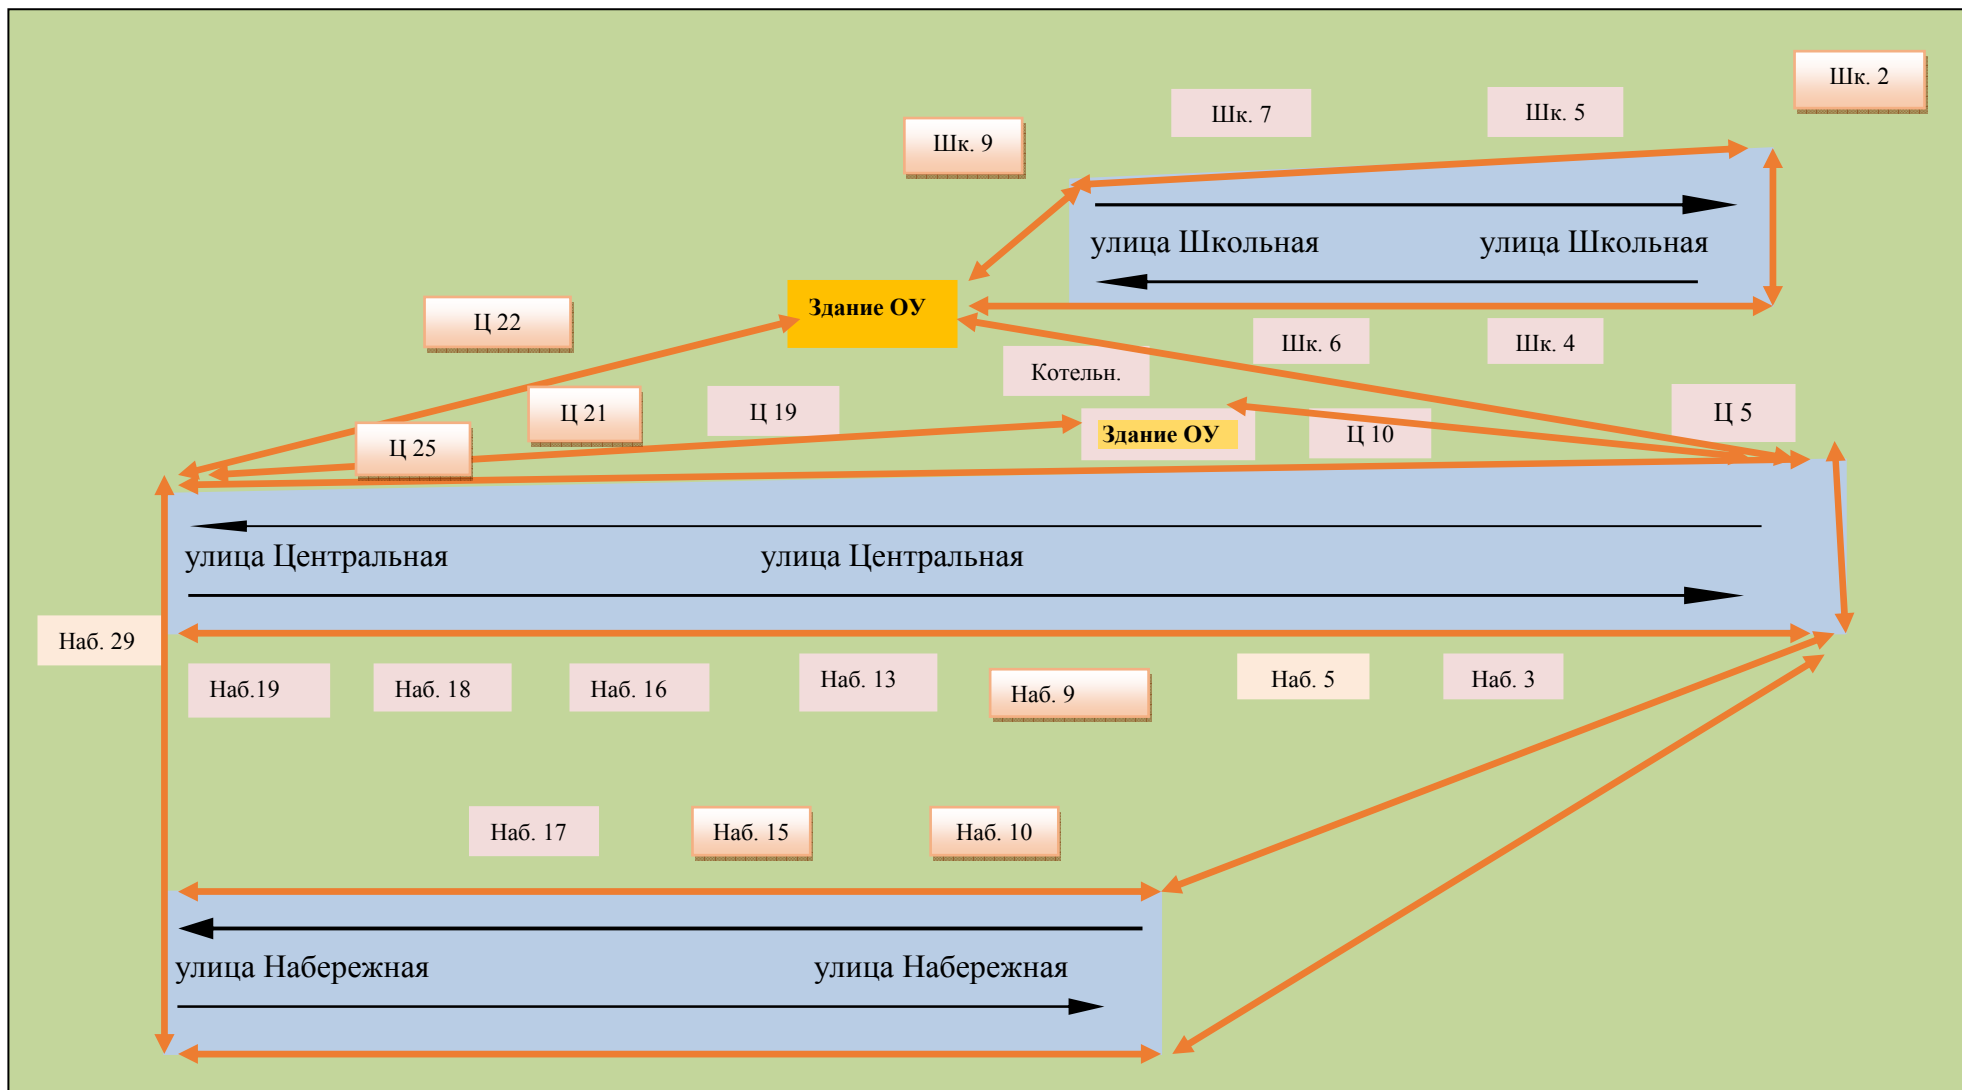 Шк. 2
Шк. 7
Шк. 5
Шк. 9
улица Школьная
улица Школьная
Здание ОУ
Ц 22
Шк. 6
Шк. 4
Котельн.
Ц 21
Ц 19
Ц 5
Здание ОУ
Ц 10
Ц 25
улица Центральная
улица Центральная
Наб. 29
Наб.19
Наб. 18
Наб. 16
Наб. 13
Наб. 9
Наб. 5
Наб. 3
Наб. 17
Наб. 15
Наб. 10
улица Набережная
улица Набережная